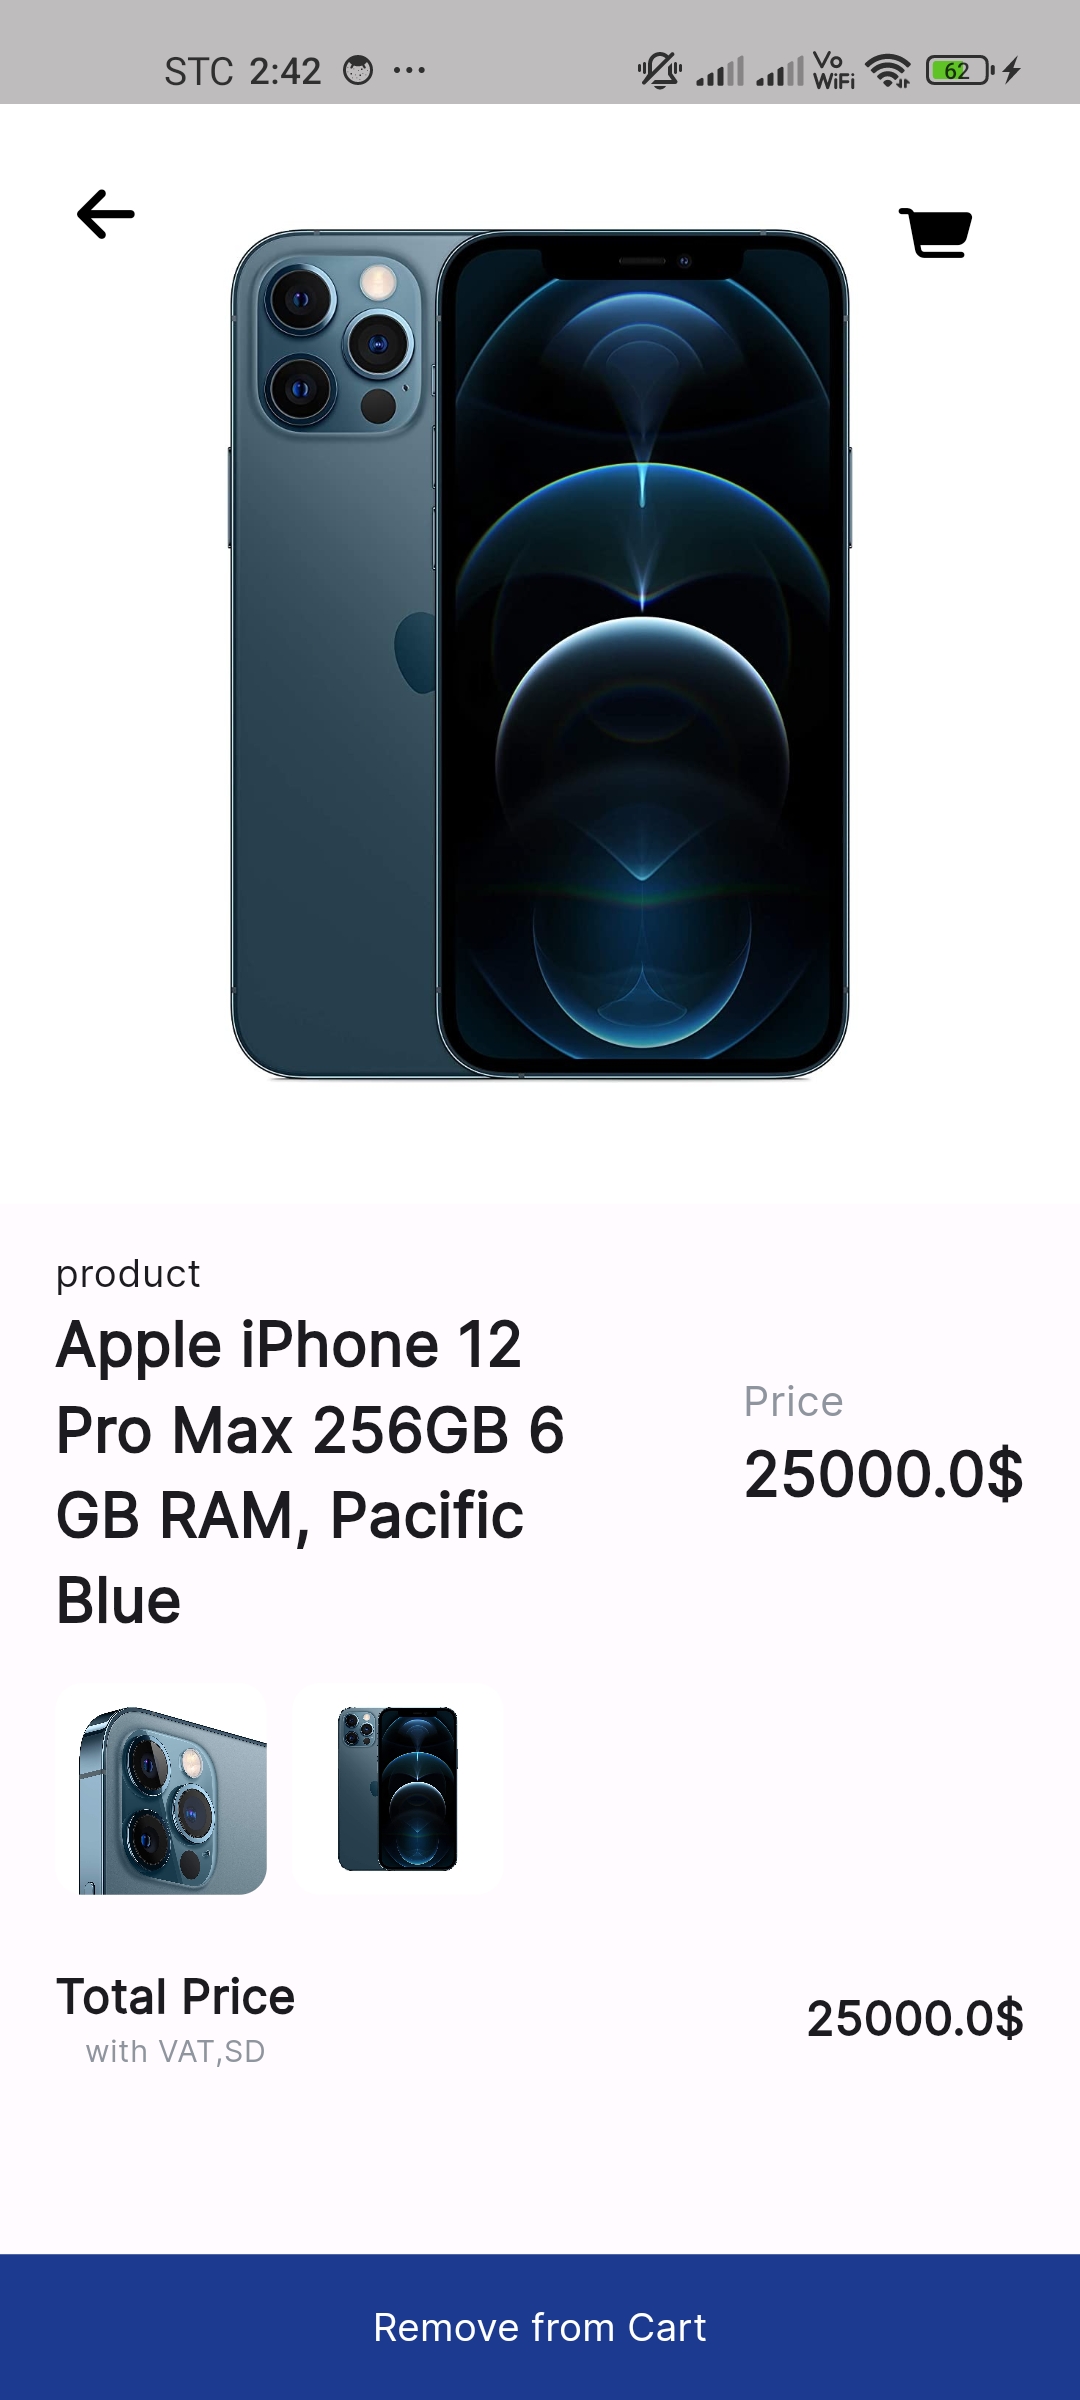 STC 2:42 ... Vo WiFi 62
product
Apple iPhone 12
Pro Max 256GB 6
GB RAM, Pacific
Blue
Price
25000.0$
Total Price
with VAT,SD
25000.0$
Remove from Cart